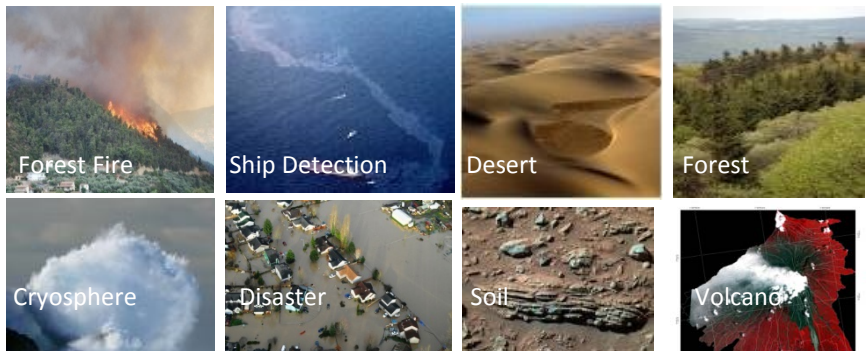 Forest Fire
Ship Detection
Desert
Forest
Cryosphere
Disaster
Soil
Volcano